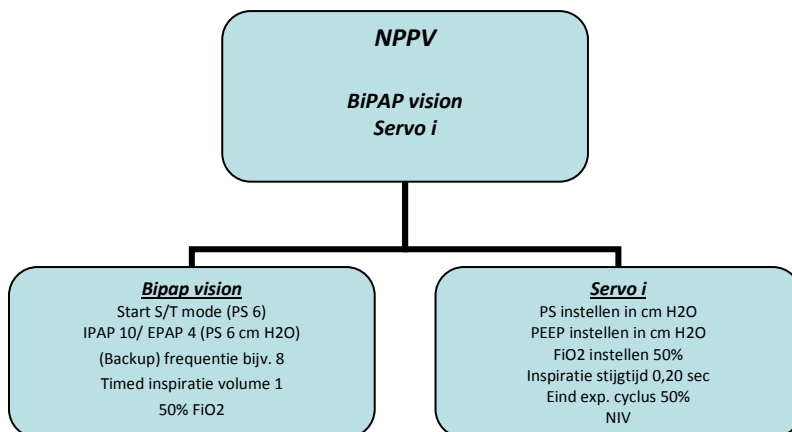 NPPV
BiPAP vision
Servo i
Bipap vision
Start S/T mode (PS 6)
IPAP 10/ EPAP 4 (PS 6 cm H2O)
(Backup) frequentie bijv. 8
Timed inspiratie volume 1
50% FiO2
Servo i
PS instellen in cm H2O
PEEP instellen in cm H2O
FiO2 instellen 50%
Inspiratie stijgtijd 0,20 sec
Eind exp. cyclus 50%
NIV